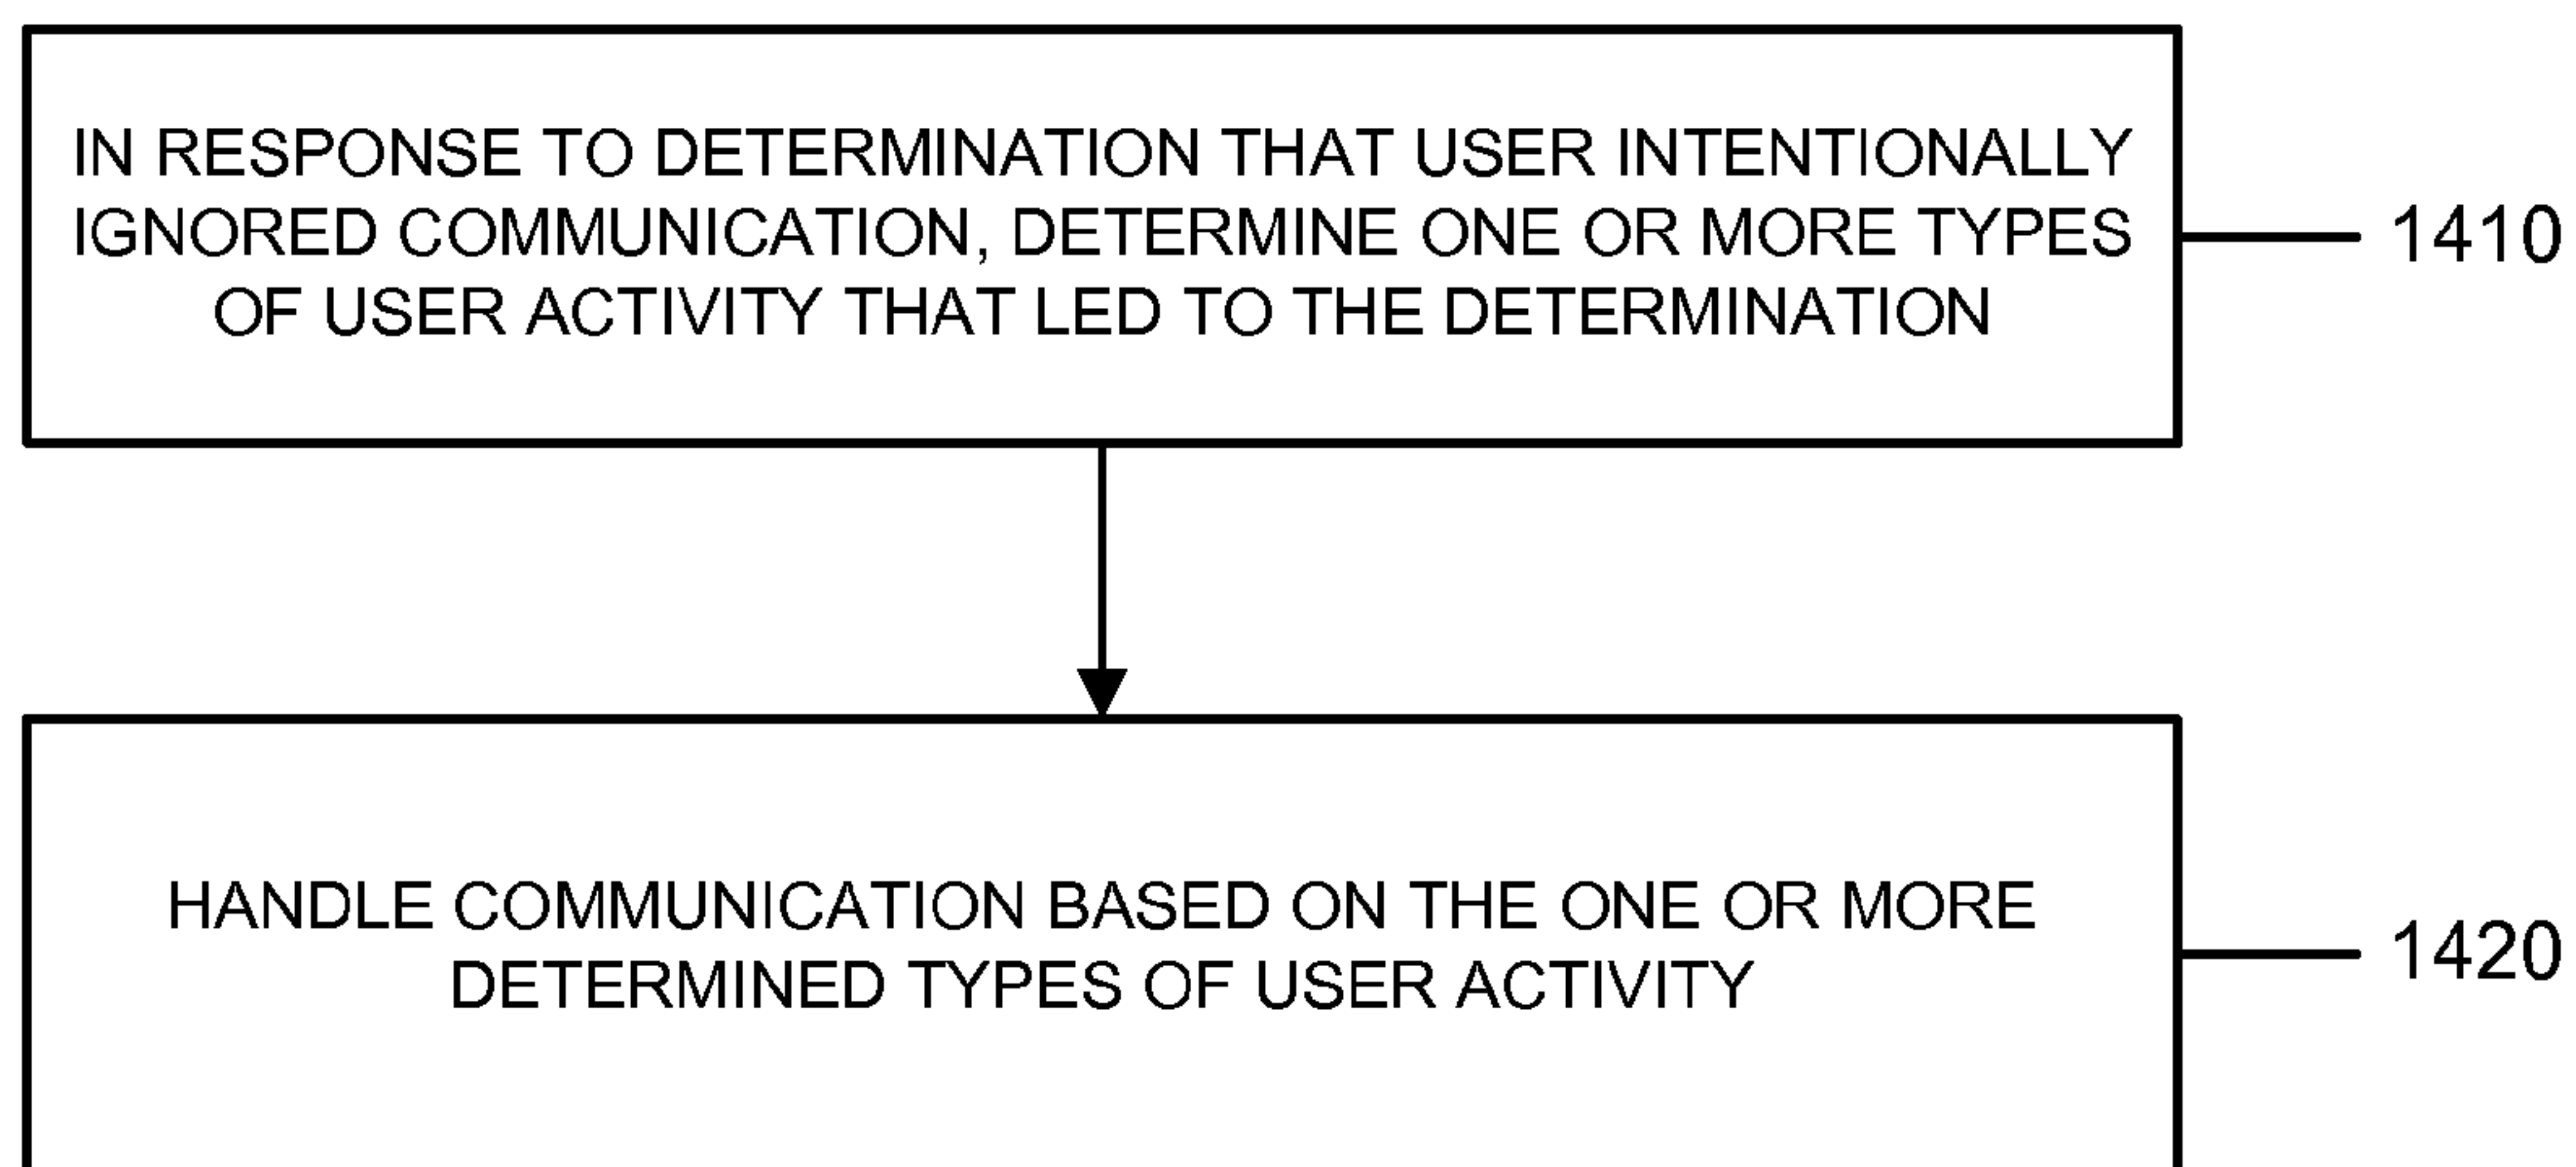 IN RESPONSE TO DETERMINATION THAT USER INTENTIONALLY
IGNORED COMMUNICATION, DETERMINE ONE OR MORE TYPES
OF USER ACTIVITY THAT LED TO THE DETERMINATION
1410
HANDLE COMMUNICATION BASED ON THE ONE OR MORE
DETERMINED TYPES OF USER ACTIVITY
1420